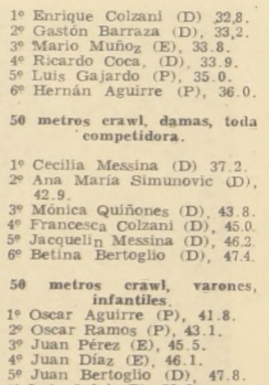 1º Enrique Colzani (D) 32,8.
2º Gastón Barraza (D), 33,2.
3º Mario Muñoz (E), 33.8.
4º Ricardo Coca, (D), 33.9.
5º Luis Gajardo (P), 35.0.
6º Hernán Aguirre (P), 36.0.
50 metros crawl, damas, toda
competidora.
1º Cecilia Messina (D) 37.2.
2º Ana María Simunovic (D),
42.9.
3º Mónica Quiñones (D), 43.8.
4º Francesca Colzani (D), 45.0.
5º Jacquelin Messina (D), 46.2.
6º Betina Bertoglio (D), 47.4.
50 metros crawl, varones,
infantiles.
1º Oscar Aguirre (P), 41.8.
2º Oscar Ramos (P), 43.1.
3º Juan Pérez (E), 45.5.
4º Juan Díaz (E), 46.1.
5º Juan Bertoglio (D), 47.8.